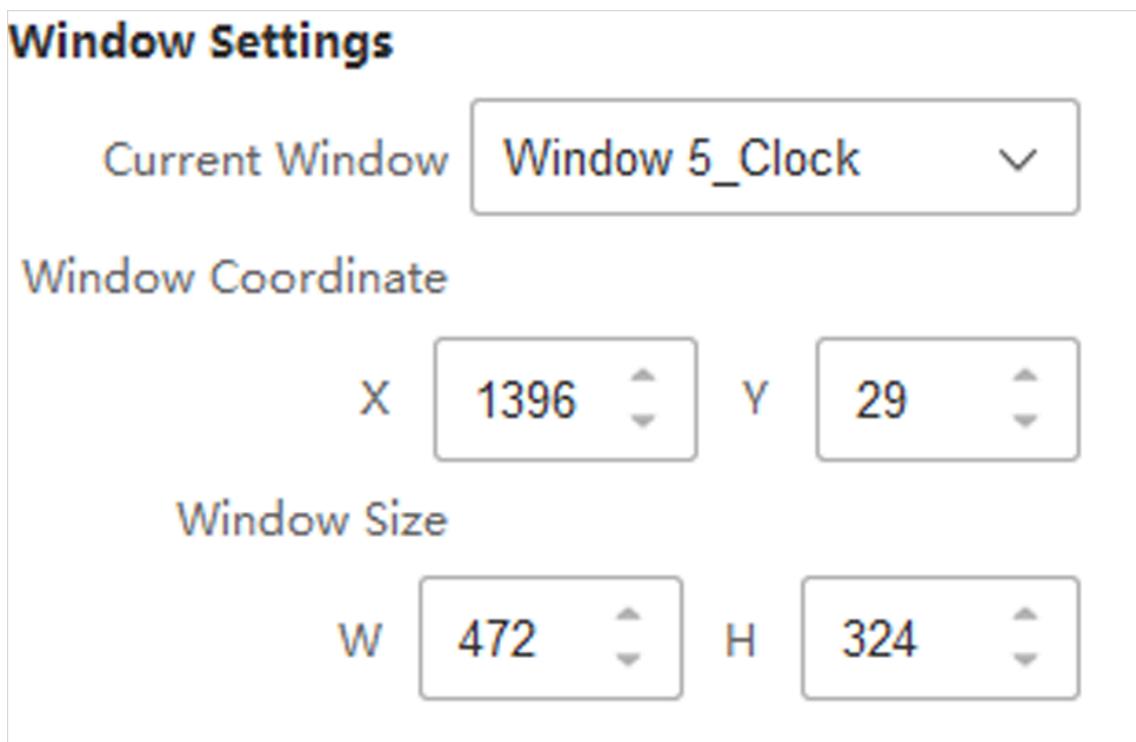 Window Settings
Current Window Window 5_Clock
Window Coordinate
X 1396 Y 29
Window Size
W 472 H 324